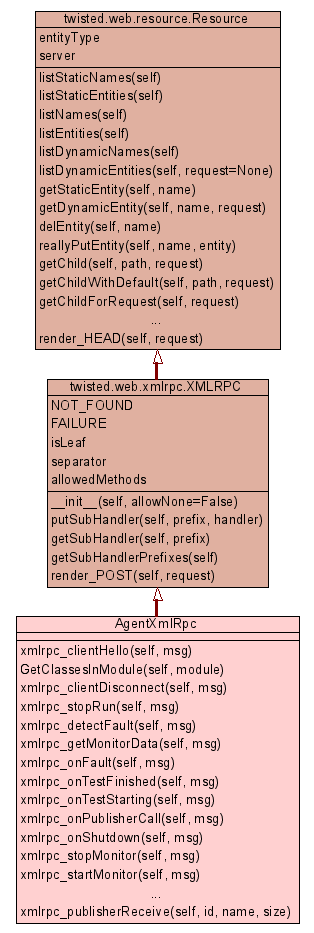 twisted.web.resource.Resource
entityType
server
listStaticNames(self)
listStaticEntities(self)
listNames(self)
listEntities(self)
listDynamicNames(self)
listDynamicEntities(self, request=None)
getStaticEntity(self, name)
getDynamicEntity(self, name, request)
delEntity(self, name)
reallyPutEntity(self, name, entity)
getChild(self, path, request)
getChildWithDefault(self, path, request)
getChildForRequest(self, request)
...
render_HEAD(self, request)
twisted.web.xmlrpc.XMLRPC
NOT_FOUND
FAILURE
isLeaf
separator
allowedMethods
__init__(self, allowNone=False)
putSubHandler(self, prefix, handler)
getSubHandler(self, prefix)
getSubHandlerPrefixes(self)
render_POST(self, request)
AgentXmlRpc
xmlrpc_clientHello(self, msg)
GetClassesInModule(self, module)
xmlrpc_clientDisconnect(self, msg)
xmlrpc_stopRun(self, msg)
xmlrpc_detectFault(self, msg)
xmlrpc_getMonitorData(self, msg)
xmlrpc_onFault(self, msg)
xmlrpc_onTestFinished(self, msg)
xmlrpc_onTestStarting(self, msg)
xmlrpc_onPublisherCall(self, msg)
xmlrpc_onShutdown(self, msg)
xmlrpc_stopMonitor(self, msg)
xmlrpc_startMonitor(self, msg)
...
xmlrpc_publisherReceive(self, id, name, size)